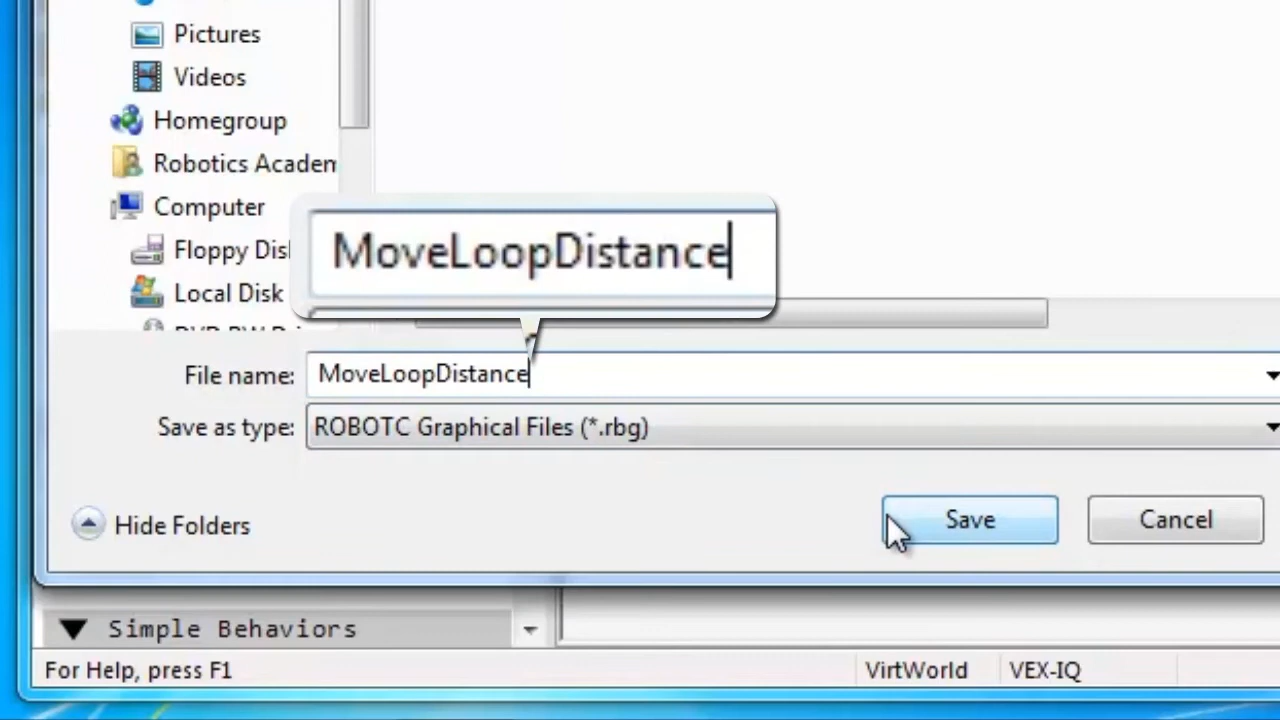 Pictures
Videos
Homegroup
Robotics Academ
Computer
Floppy Dis
Local Disk
MoveLoopDistance
File name: MoveLoopDistance
Save as type: ROBOTC Graphical Files (*.rbg)
Hide Folders
Save
Cancel
Simple Behaviors
For Help, press F1
VirtWorld
VEX-IQ